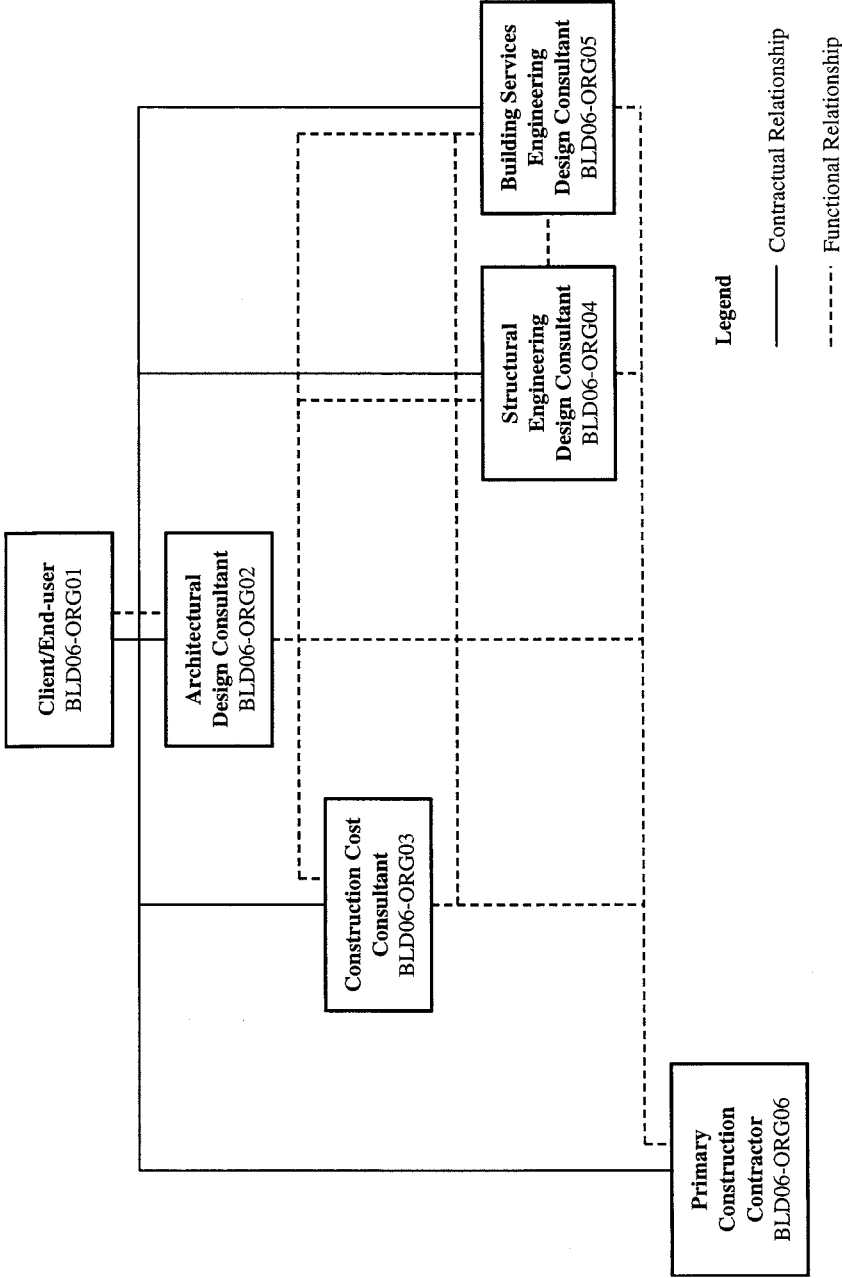 Client/End-user
BLD06-ORG01
Architectural
Design Consultant
BLD06-ORG02
Construction Cost
Consultant
BLD06-ORG03
Structural
Engineering
Design Consultant
BLD06-ORG04
Building Services
Engineering
Design Consultant
BLD06-ORG05
Primary
Construction
Contractor
BLD06-ORG06
Legend
Contractual Relationship
Functional Relationship